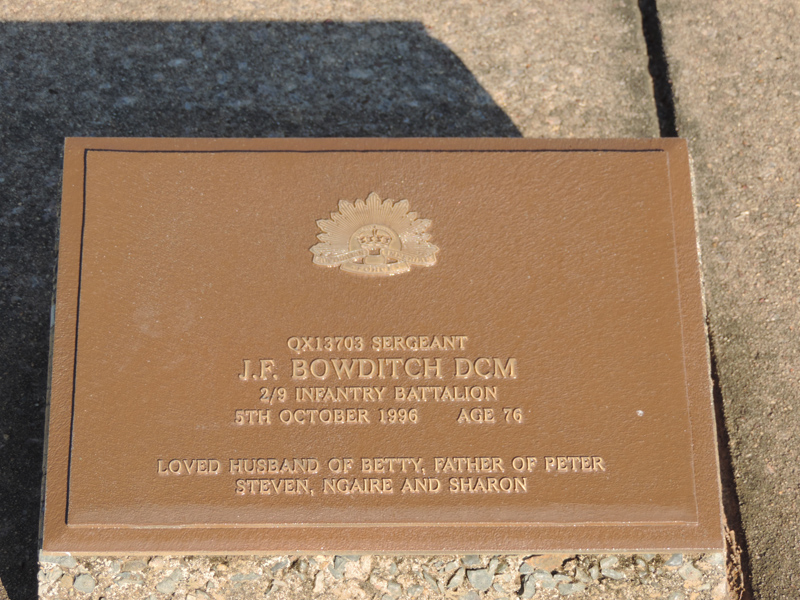 QX13703 SERGEANT
J.F. BOWDITCH DCM
2/9 INFANTRY BATTALION
5TH OCTOBER 1996 AGE 76
LOVED HUSBAND OF BETTY, FATHER OF PETER
STEVEN, NGAIRE AND SHARON